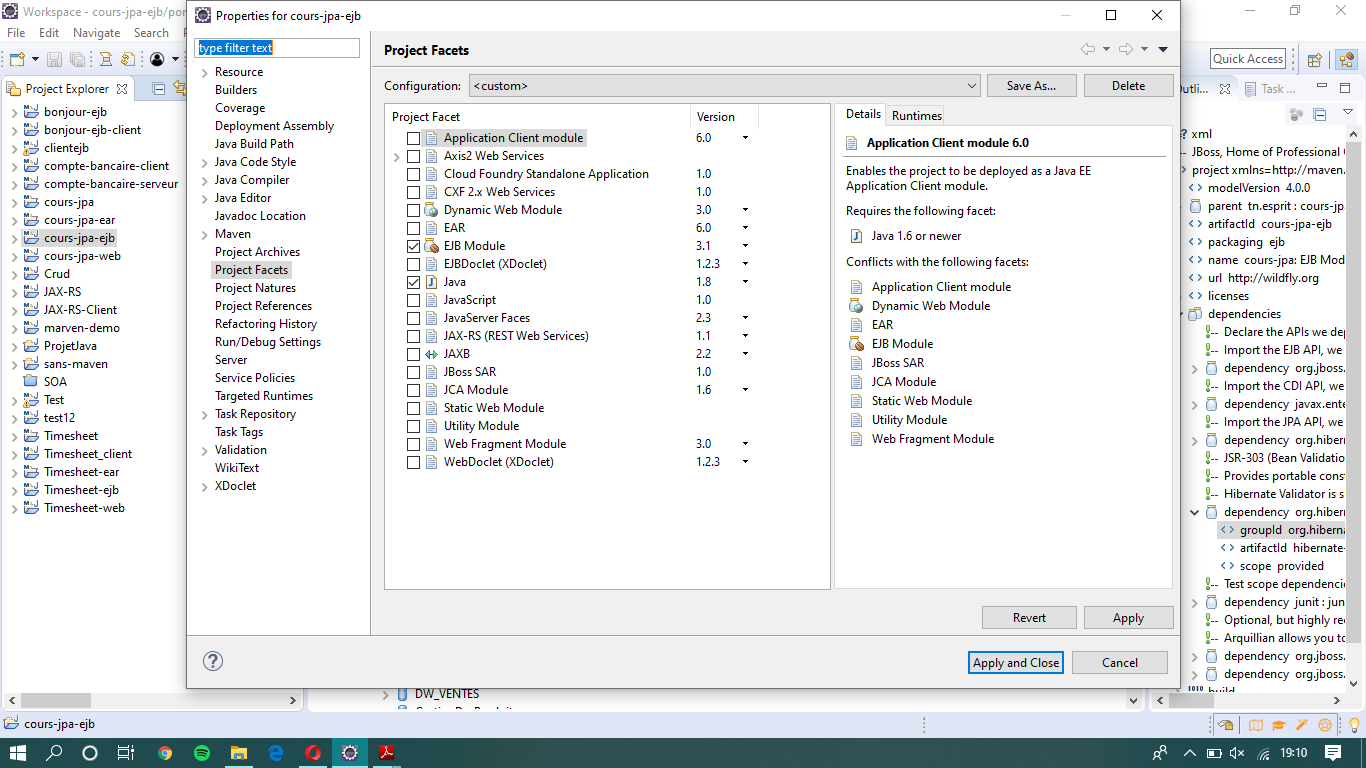 Workspace - cours-jpa-ejb/por
File Edit Navigate Search
Quick Access
Project Explorer
bonjour-ejb
bonjour-ejb-client
clientejb
compte-bancaire-client
compte-bancaire-serveur
cours-jpa
cours-jpa-ear
cours-jpa-ejb
cours-jpa-web
Crud
JAX-RS
JAX-RS-Client
marven-demo
ProjetJava
sans-maven
SOA
Test
test12
Timesheet
Timesheet_client
Timesheet-ear
Timesheet-ejb
Timesheet-web
Properties for cours-jpa-ejb
type filter text
Resource
Builders
Coverage
Deployment Assembly
Java Build Path
Java Code Style
Java Compiler
Java Editor
Javadoc Location
Maven
Project Archives
Project Facets
Project Natures
Project References
Refactoring History
Run/Debug Settings
Server
Service Policies
Targeted Runtimes
Task Repository
Task Tags
Validation
WikiText
XDoclet
Project Facets
Configuration: <custom> Save As... Delete
Project Facet Version
Application Client module 6.0
Axis2 Web Services
Cloud Foundry Standalone Application 1.0
CXF 2.x Web Services 1.0
Dynamic Web Module 3.0
EAR 6.0
EJB Module 3.1
EJBDoclet (XDoclet) 1.2.3
Java 1.8
JavaScript 1.0
JavaServer Faces 2.3
JAX-RS (REST Web Services) 1.1
JAXB 2.2
JBoss SAR 1.0
JCA Module 1.6
Static Web Module
Utility Module
Web Fragment Module 3.0
WebDoclet (XDoclet) 1.2.3
Details Runtimes
Application Client module 6.0
Enables the project to be deployed as a Java EE
Application Client module.
Requires the following facet:
Java 1.6 or newer
Conflicts with the following facets:
Application Client module
Dynamic Web Module
EAR
EJB Module
JBoss SAR
JCA Module
Static Web Module
Utility Module
Web Fragment Module
Revert Apply
Apply and Close Cancel
utli... Task ...
xml
JBoss, Home of Professional
project xmlns=http://maven.
modelVersion 4.0.0
parent tn.esprit : cours-jp
artifactId cours-jpa-ejb
packaging ejb
name cours-jpa: EJB Mod
url http://wildfly.org
licenses
dependencies
Declare the APIs we dep
Import the EJB API, we
dependency org.jboss.
Import the CDI API, we
dependency javax.ente
Import the JPA API, we
dependency org.hibern
JSR-303 (Bean Validatio
Provides portable const
Hibernate Validator is s
dependency org.hibern
groupId org.hiberna
artifactId hibernate-
scope provided
Test scope dependencie
dependency junit : jun
Optional, but highly rec
Arquillian allows you to
dependency org.jboss.
dependency org.jboss.
build
DW_VENTES
cours-jpa-ejb
19:10